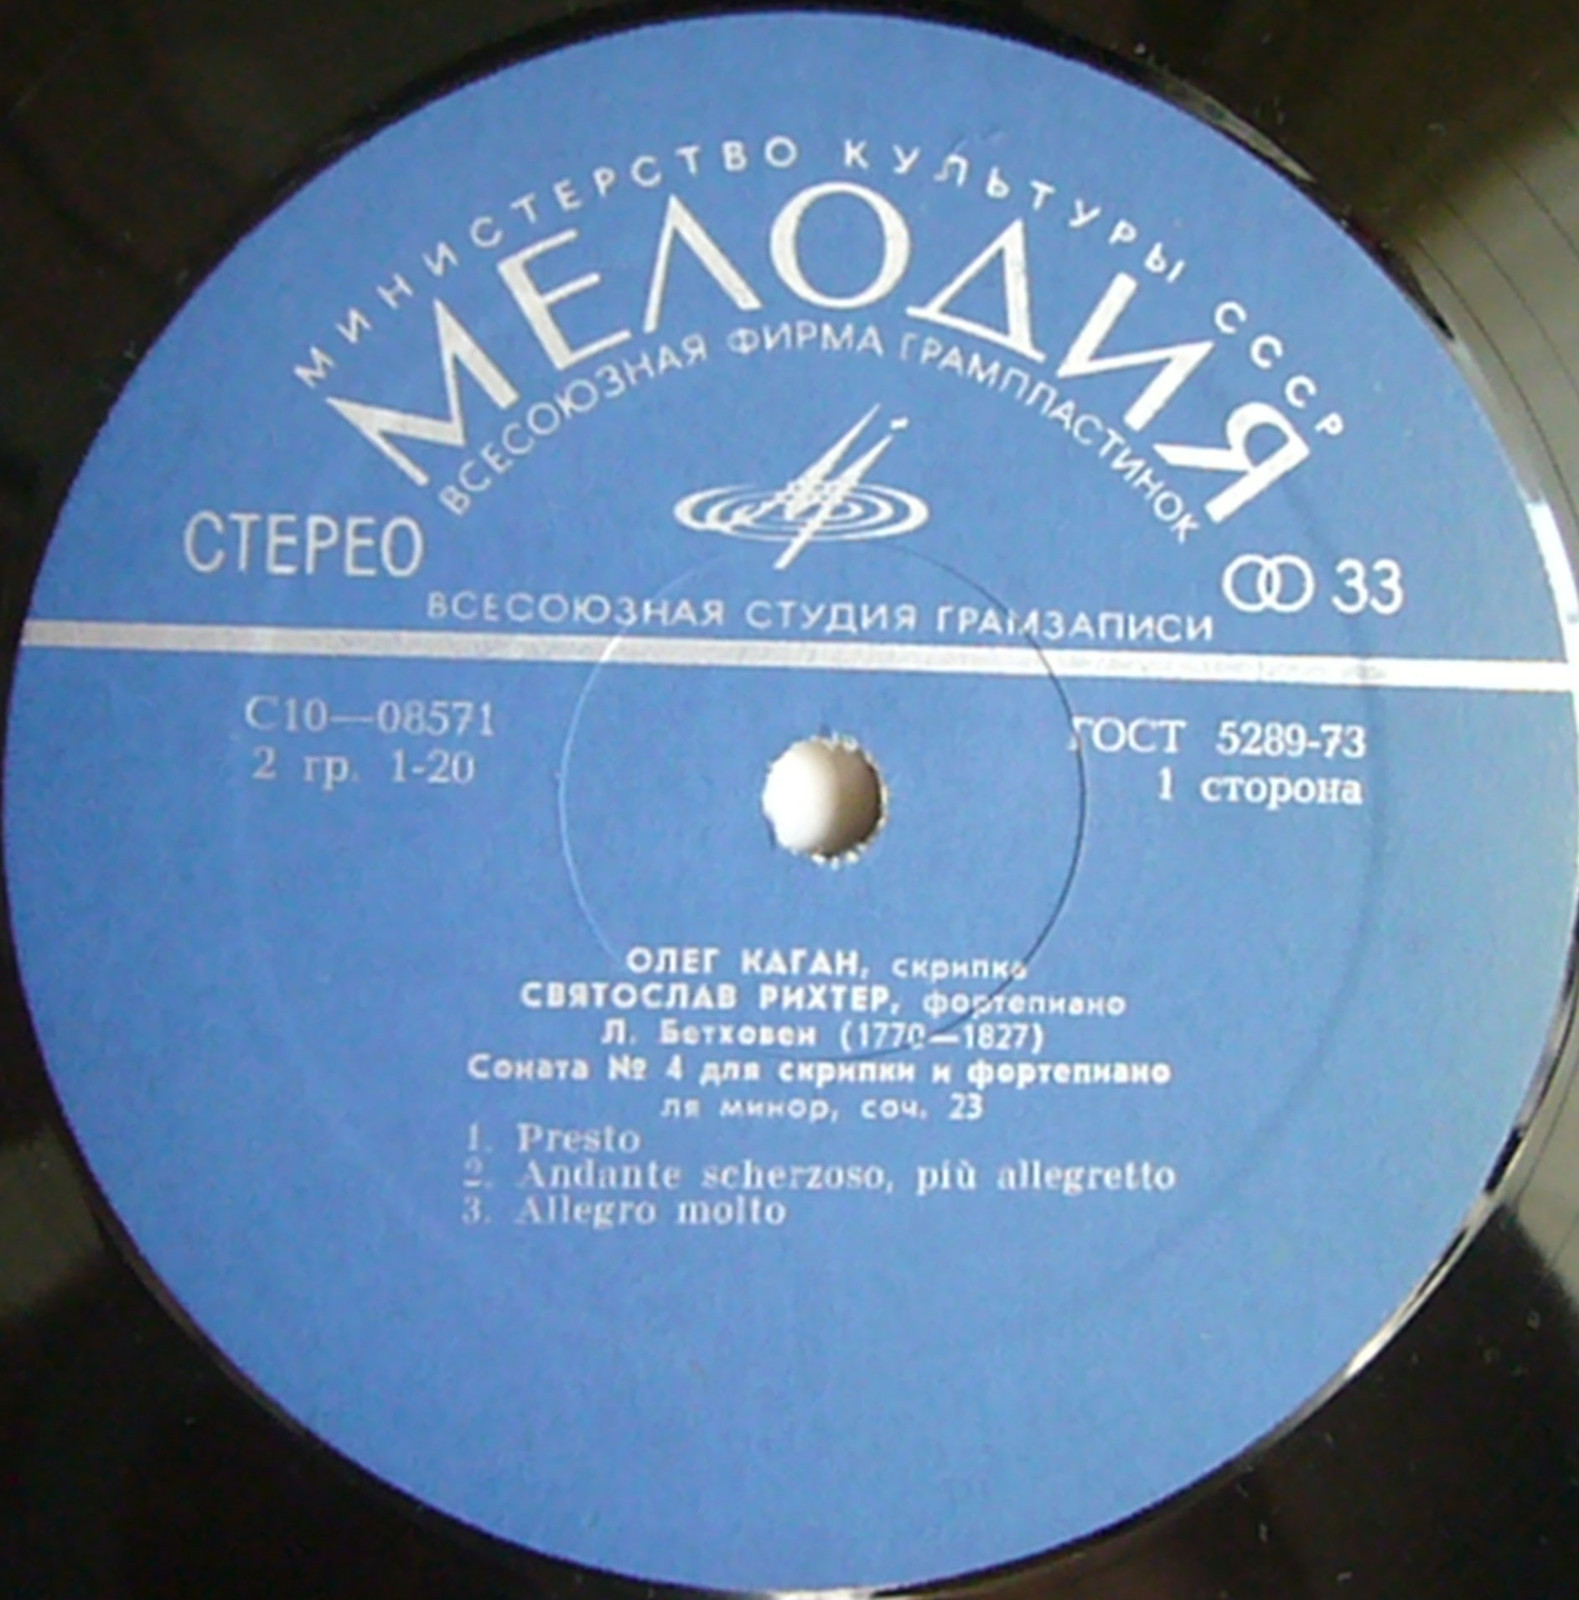 МИНИСТЕРСТВО КУЛЬТУРЫ СССР
МЕЛОДИЯ
ВСЕСОЮЗНАЯ ФИРМА ГРАМПЛАСТИНОК
СТЕРЕО
33
ВСЕСОЮЗНАЯ СТУДИЯ ГРАМЗАПИСИ
С10—08571
ГОСТ 5289-73
2 гр. 1-20
1 сторона
ОЛЕГ КАГАН, скрипка
СВЯТОСЛАВ РИХТЕР, фортепиано
Л. Бетховен (1770—1827)
Соната № 4 для скрипки и фортепиано
ля минор, соч. 23
1. Presto
2. Andante scherzoso, più allegretto
3. Allegro molto